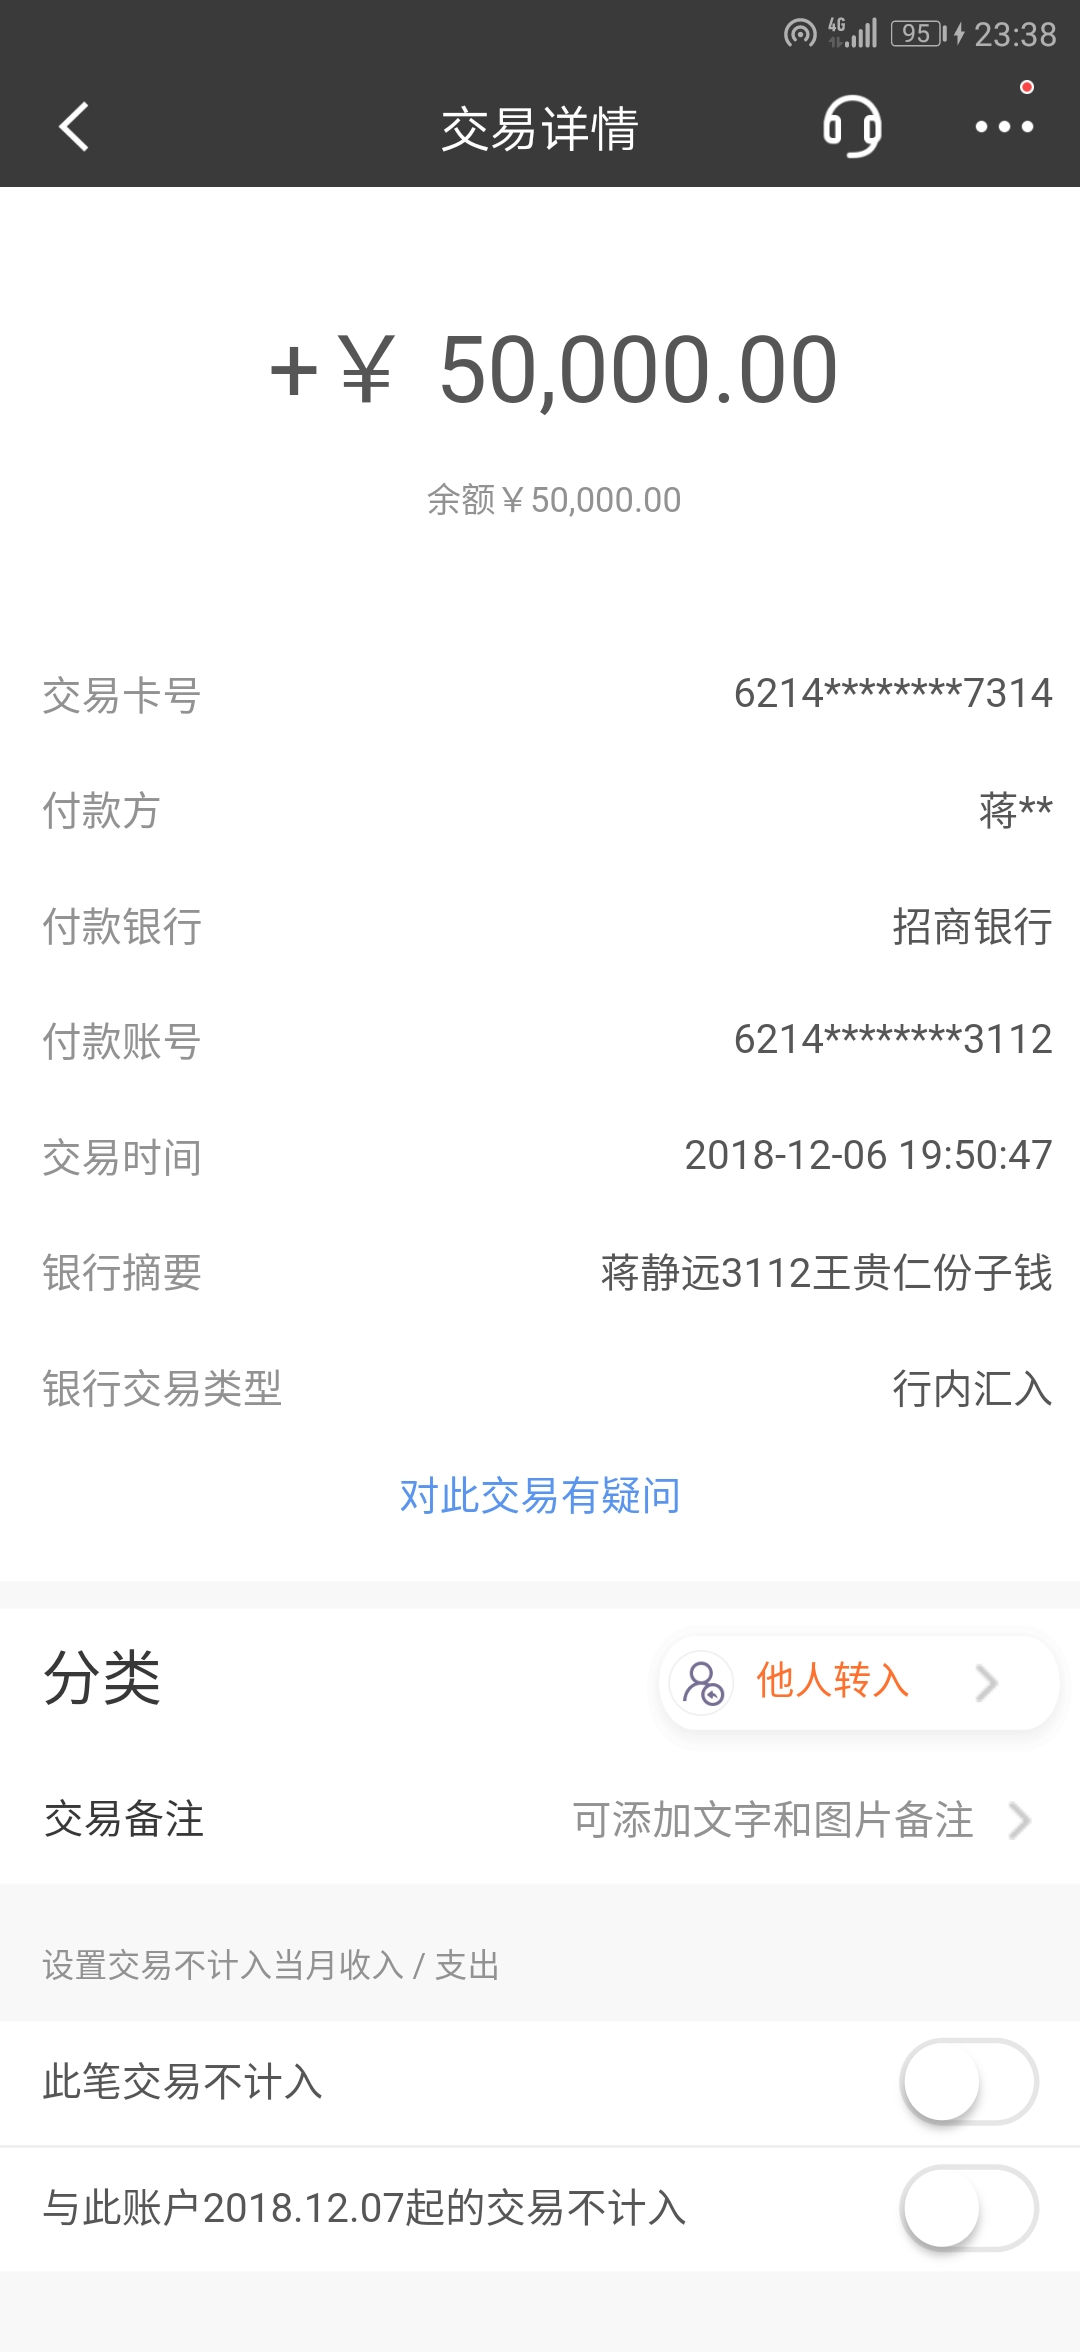 4G 95 23:38
交易详情
+¥ 50,000.00
余额¥50,000.00
交易卡号 6214********7314
付款方 蒋**
付款银行 招商银行
付款账号 6214********3112
交易时间 2018-12-06 19:50:47
银行摘要 蒋静远3112王贵仁份子钱
银行交易类型 行内汇入
对此交易有疑问
分类 他人转入
交易备注 可添加文字和图片备注
设置交易不计入当月收入 / 支出
此笔交易不计入
与此账户2018.12.07起的交易不计入